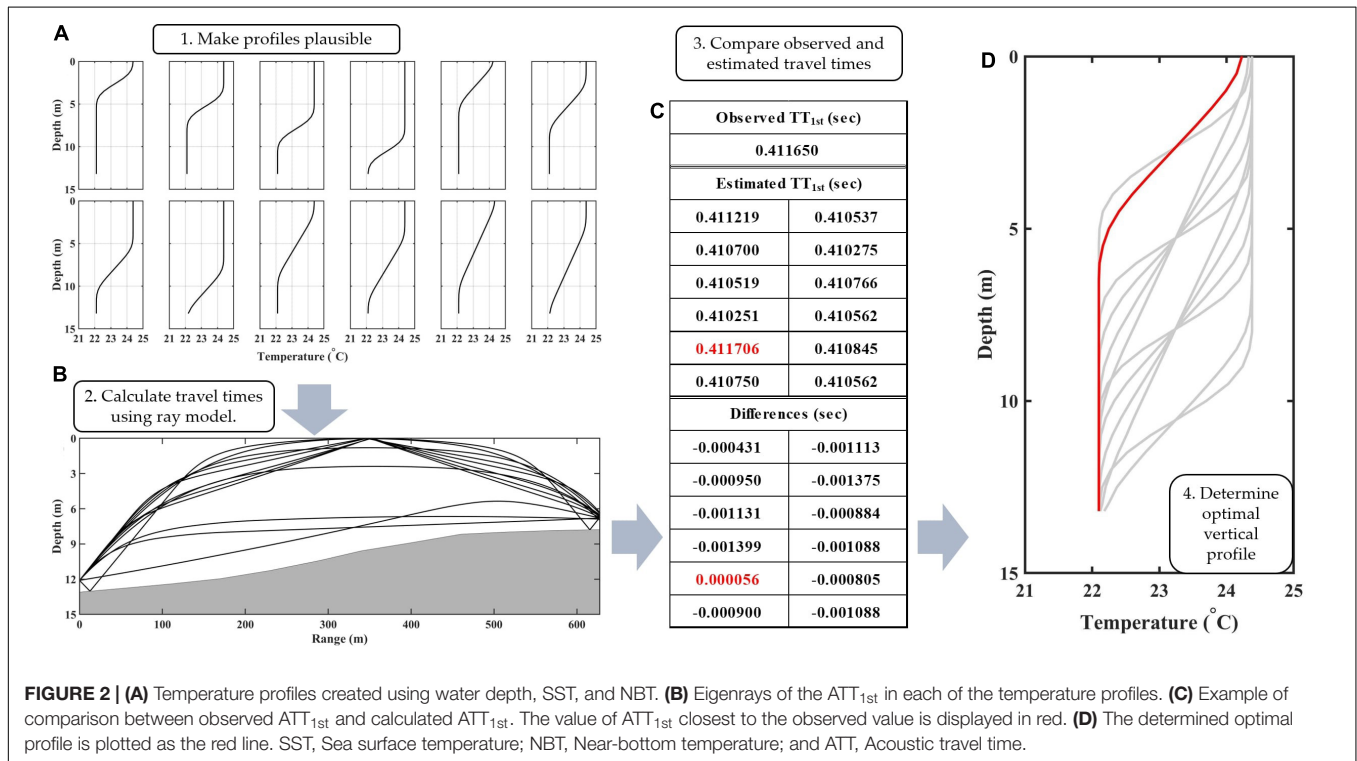 A
1. Make profiles plausible
0
5
10
15
Depth (m)
0
5
10
15
Depth (m)
21 22 23 24 25
21 22 23 24 25
21 22 23 24 25
21 22 23 24 25
21 22 23 24 25
21 22 23 24 25
Temperature (°C)
B
2. Calculate travel times
using ray model.
0
3
6
9
12
15
Depth (m)
0 100 200 300 400 500 600
Range (m)
3. Compare observed and
estimated travel times
C
Observed TT1st (sec)
0.411650
Estimated TT1st (sec)
0.411219 0.410537
0.410700 0.410275
0.410519 0.410766
0.410251 0.410562
0.411706 0.410845
0.410750 0.410562
Differences (sec)
-0.000431 -0.001113
-0.000950 -0.001375
-0.001131 -0.000884
-0.001399 -0.001088
0.000056 -0.000805
-0.000900 -0.001088
D
0
5
10
15
Depth (m)
21 22 23 24 25
Temperature (°C)
4. Determine
optimal
vertical
profile
FIGURE 2 | (A) Temperature profiles created using water depth, SST, and NBT. (B) Eigenrays of the ATT1st in each of the temperature profiles. (C) Example of
comparison between observed ATT1st and calculated ATT1st. The value of ATT1st closest to the observed value is displayed in red. (D) The determined optimal
profile is plotted as the red line. SST, Sea surface temperature; NBT, Near-bottom temperature; and ATT, Acoustic travel time.